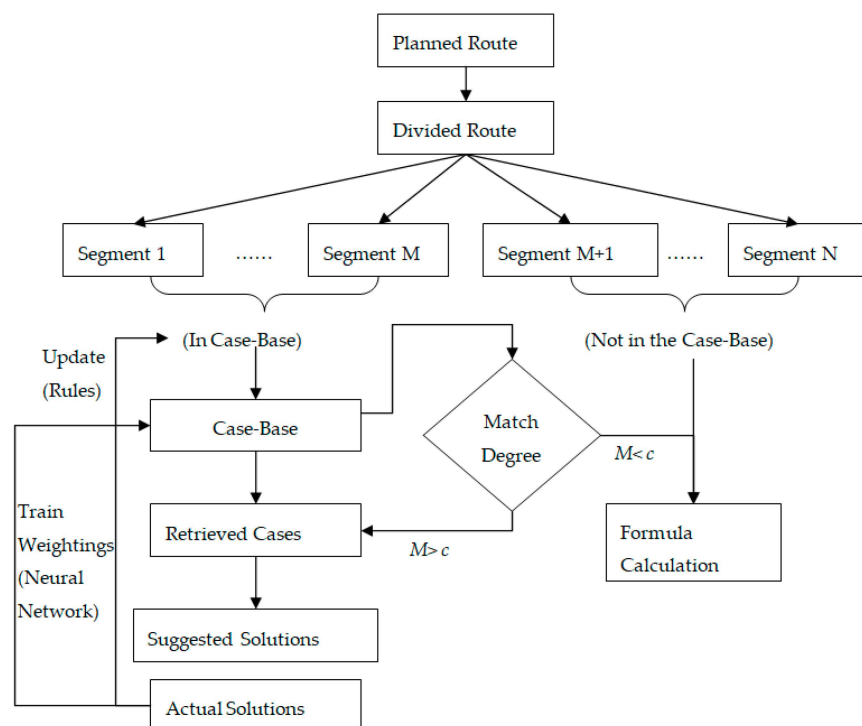 Planned Route
Divided Route
Segment 1
......
Segment M
Segment M+1
......
Segment N
(In Case-Base)
(Not in the Case-Base)
Update
(Rules)
Case-Base
Match
Degree
M< c
Train
Weightings
(Neural
Network)
Retrieved Cases
M> c
Formula
Calculation
Suggested Solutions
Actual Solutions